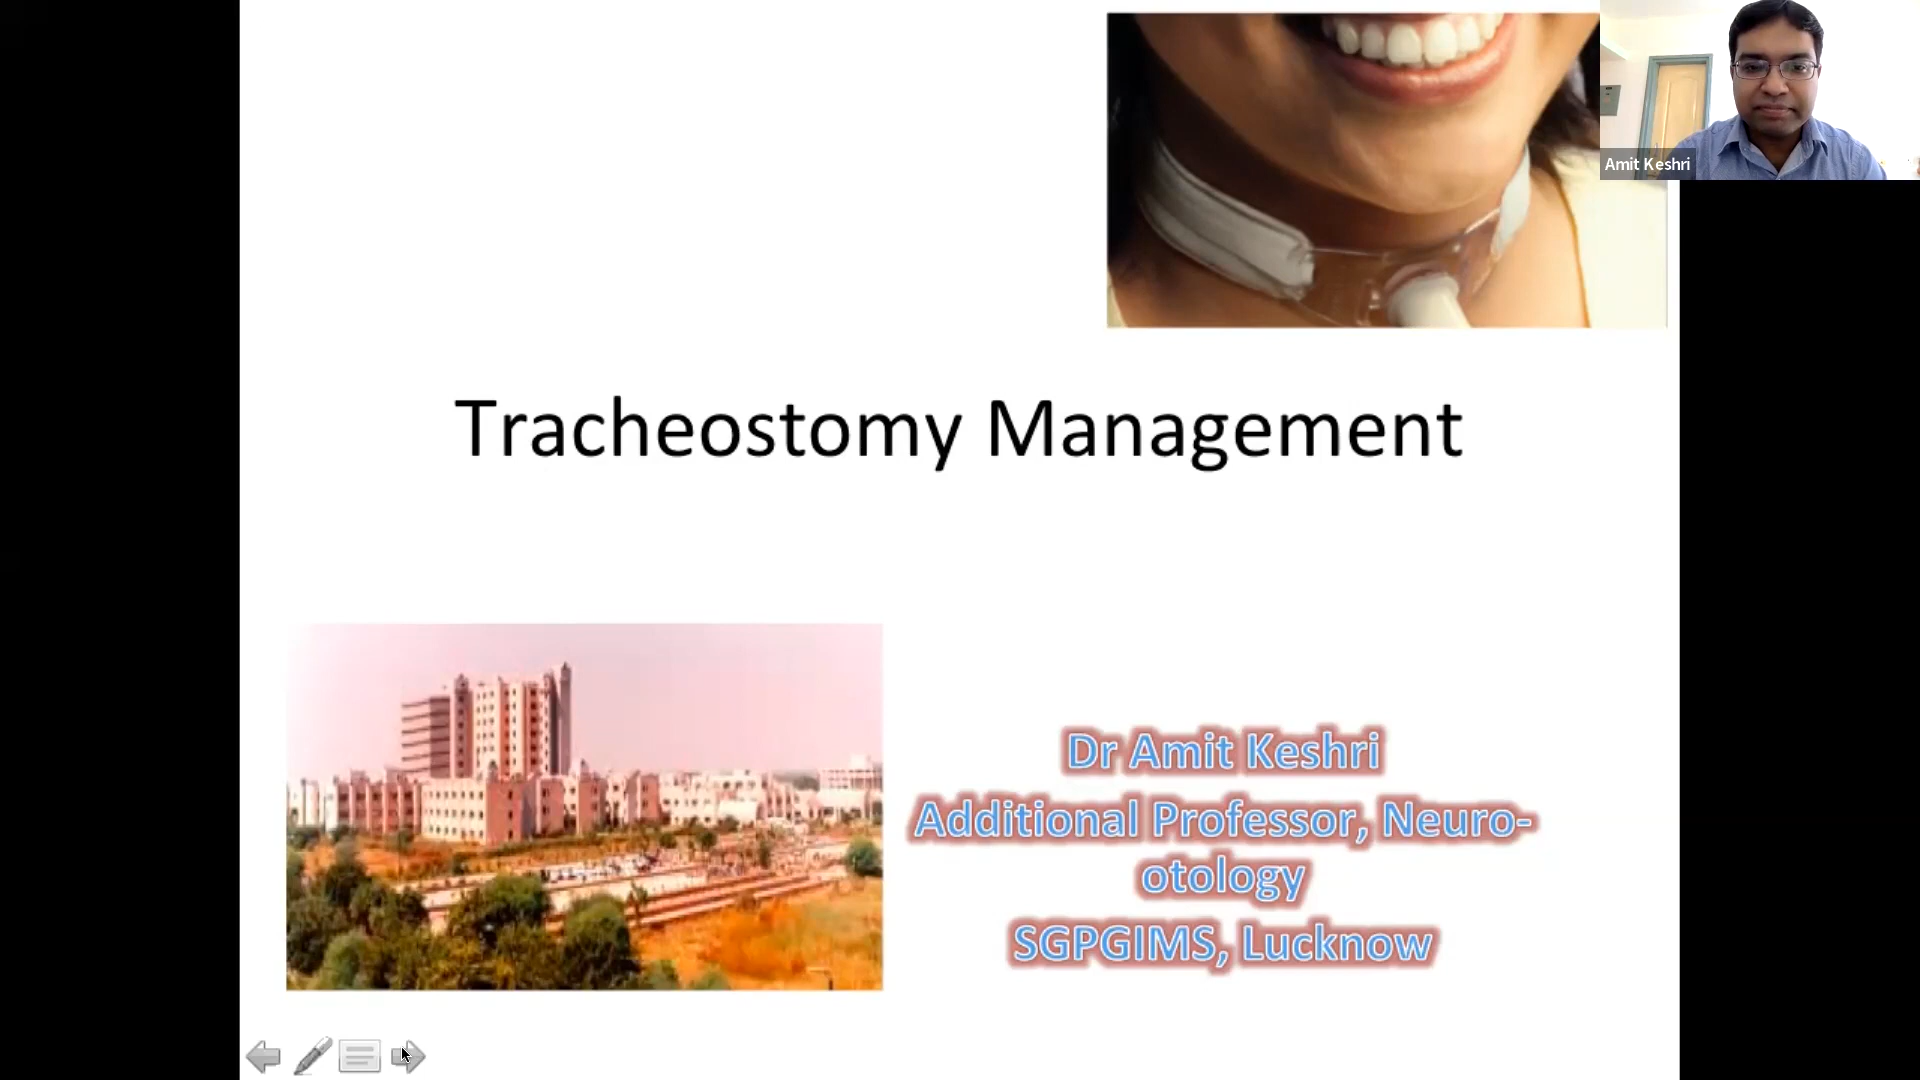 Amit Keshri
Tracheostomy Management
Dr Amit Keshri
Additional Professor, Neuro-
otology
SGPGIMS, Lucknow